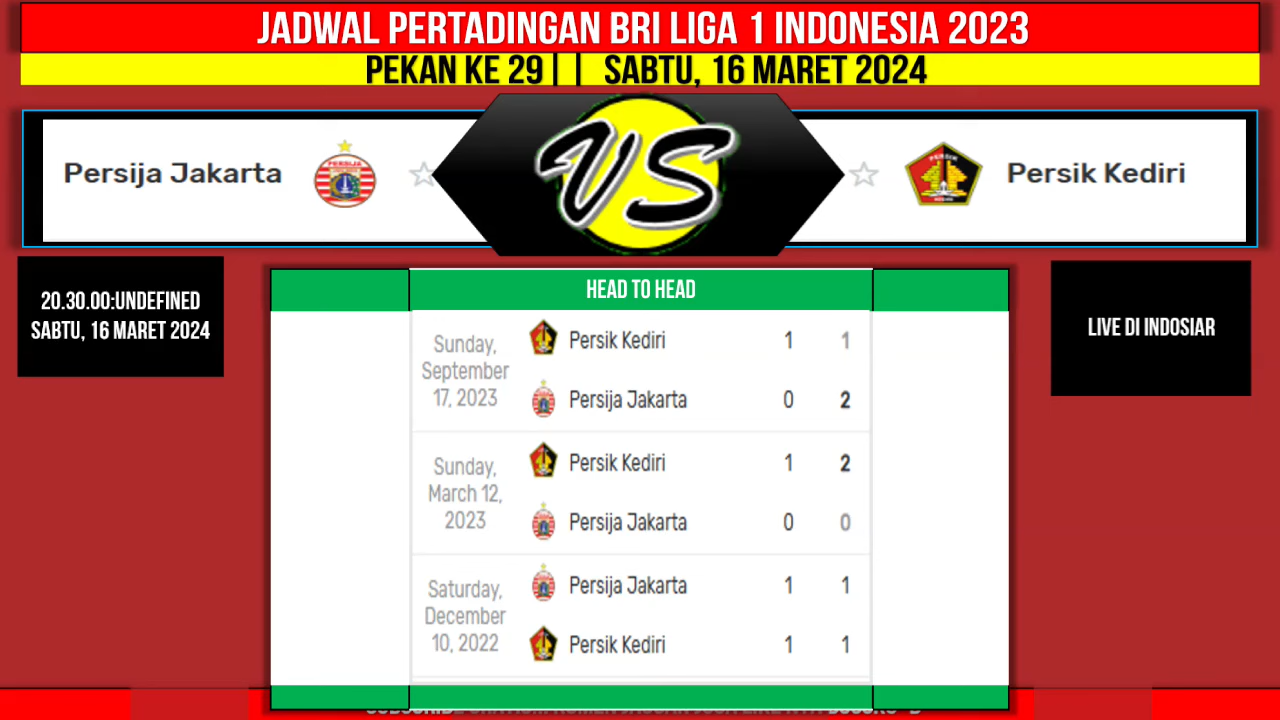 JADWAL PERTADINGAN BRI LIGA 1 INDONESIA 2023
PEKAN KE 29|| SABTU, 16 MARET 2024
Persija Jakarta
PERSIJA
VS
PERSIK
Persik Kediri
20.30.00:UNDEFINED
SABTU, 16 MARET 2024
LIVE DI INDOSIAR
HEAD TO HEAD
Sunday, September 17, 2023
Persik Kediri 1 1
Persija Jakarta 0 2
Sunday, March 12, 2023
Persik Kediri 1 2
Persija Jakarta 0 0
Saturday, December 10, 2022
Persija Jakarta 1 1
Persik Kediri 1 1